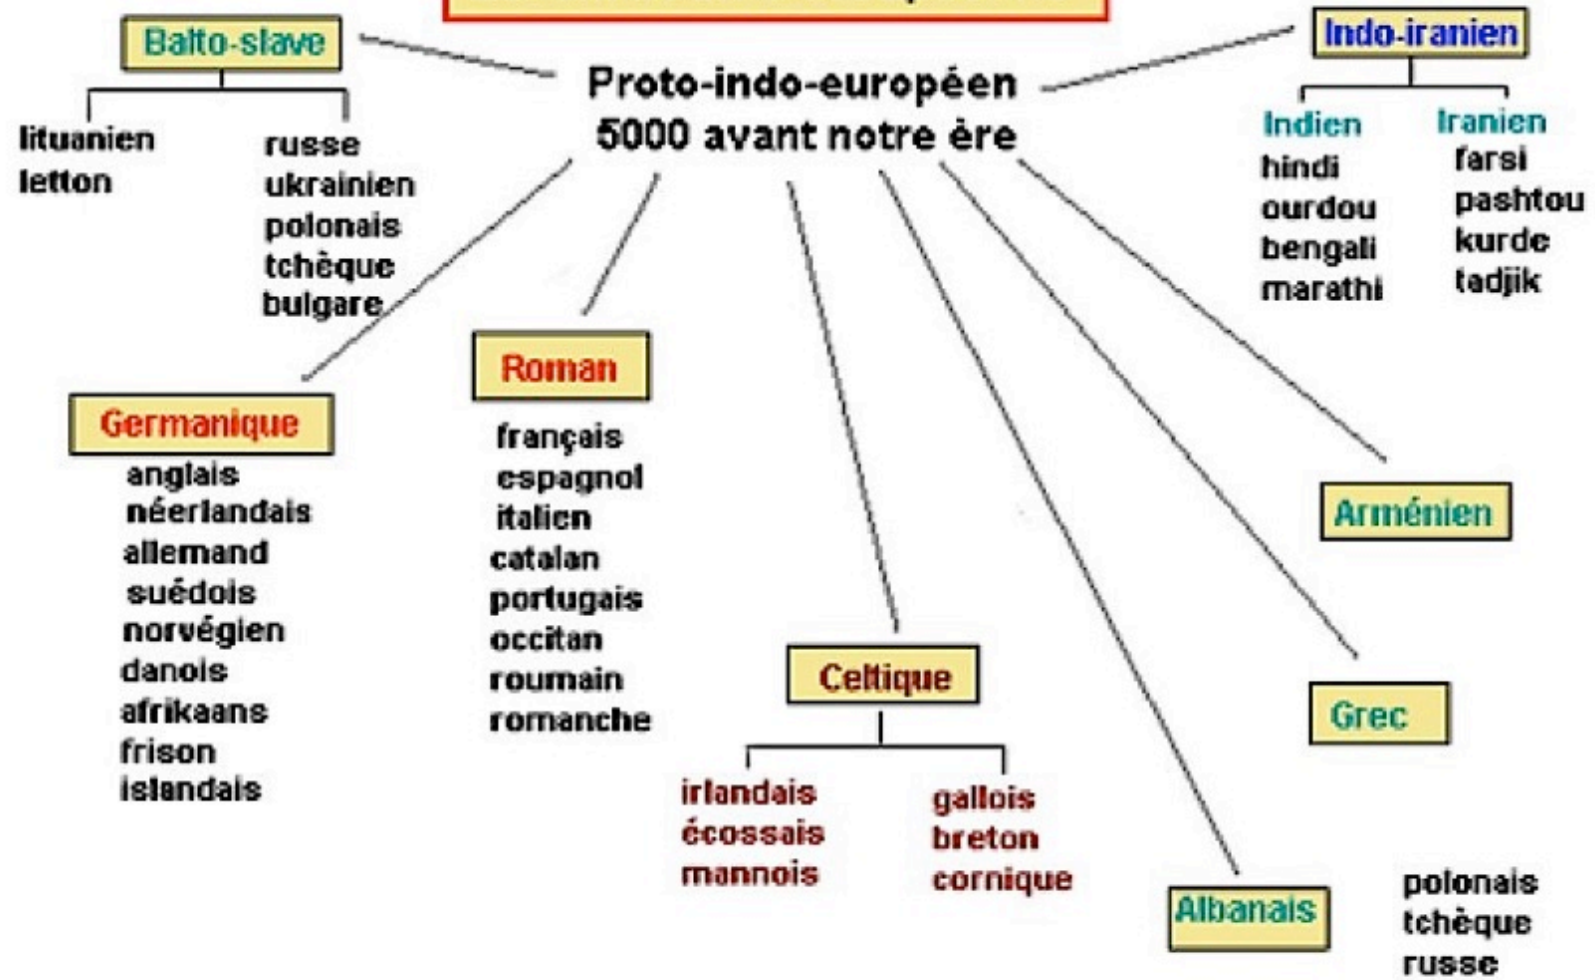 Balto-slave
Indo-iranien
Proto-indo-européen
5000 avant notre ère
lituanien
letton
russe
ukrainien
polonais
tchèque
bulgare
Indien
hindi
ourdou
bengali
marathi
Iranien
farsi
pashtou
kurde
tadjik
Germanique
anglais
néerlandais
allemand
suédois
norvégien
danois
afrikaans
frison
islandais
Roman
français
espagnol
italien
catalan
portugais
occitan
roumain
romanche
Celtique
irlandais
écossais
mannois
gallois
breton
cornique
Arménien
Grec
Albanais
polonais
tchèque
russe